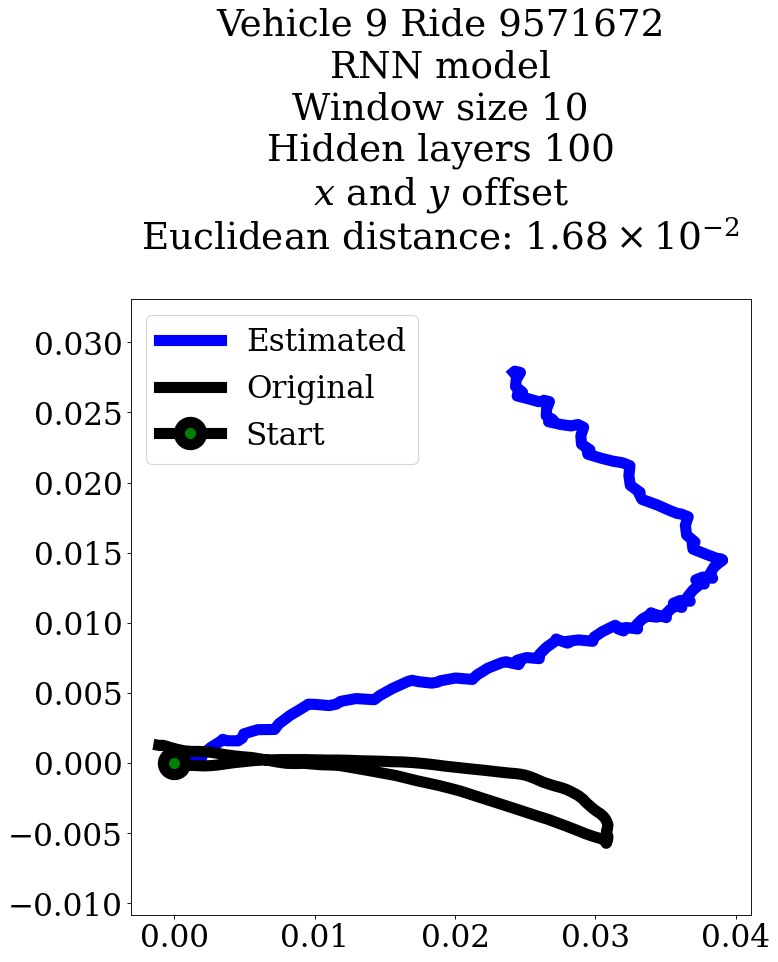 Vehicle 9 Ride 9571672
RNN model
Window size 10
Hidden layers 100
x and y offset
Euclidean distance: 1.68 × 10⁻²
Estimated
Original
Start
0.030
0.025
0.020
0.015
0.010
0.005
0.000
−0.005
−0.010
0.00 0.01 0.02 0.03 0.04